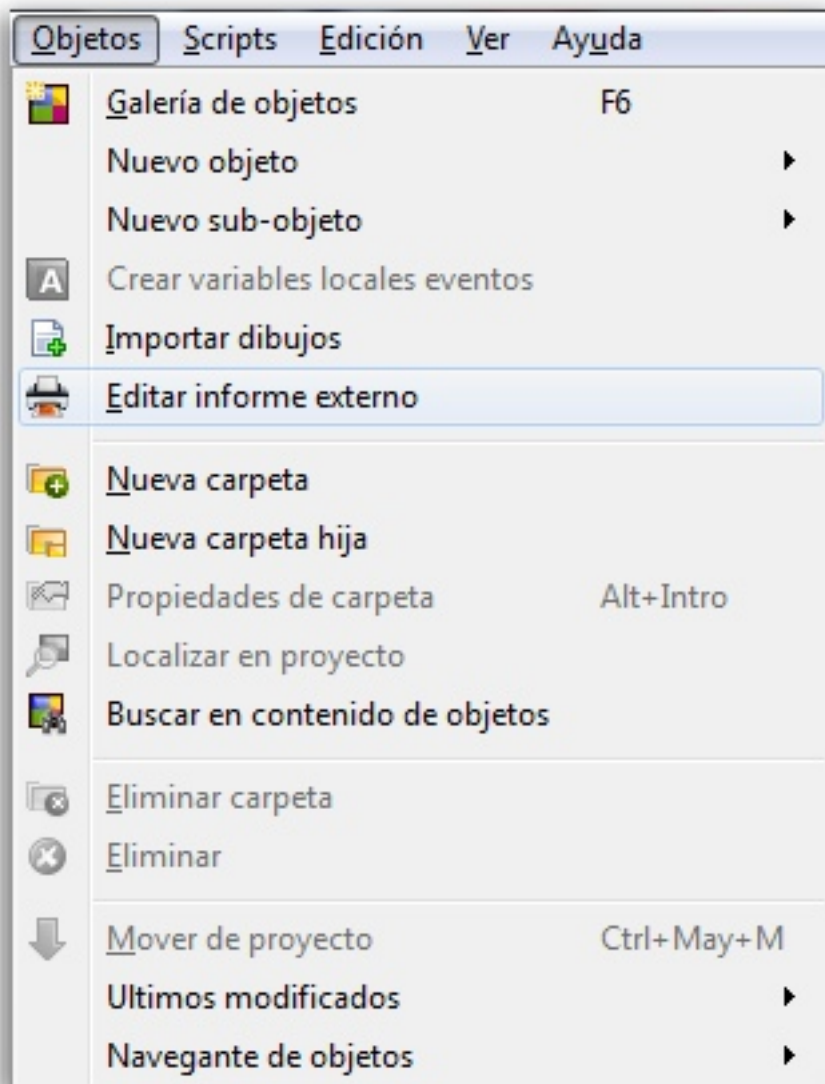 Objetos Scripts Edición Ver Ayuda
Galería de objetos F6
Nuevo objeto
Nuevo sub-objeto
A Crear variables locales eventos
Importar dibujos
Editar informe externo
Nueva carpeta
Nueva carpeta hija
Propiedades de carpeta Alt+Intro
Localizar en proyecto
Buscar en contenido de objetos
Eliminar carpeta
Eliminar
Mover de proyecto Ctrl+May+M
Ultimos modificados
Navegante de objetos